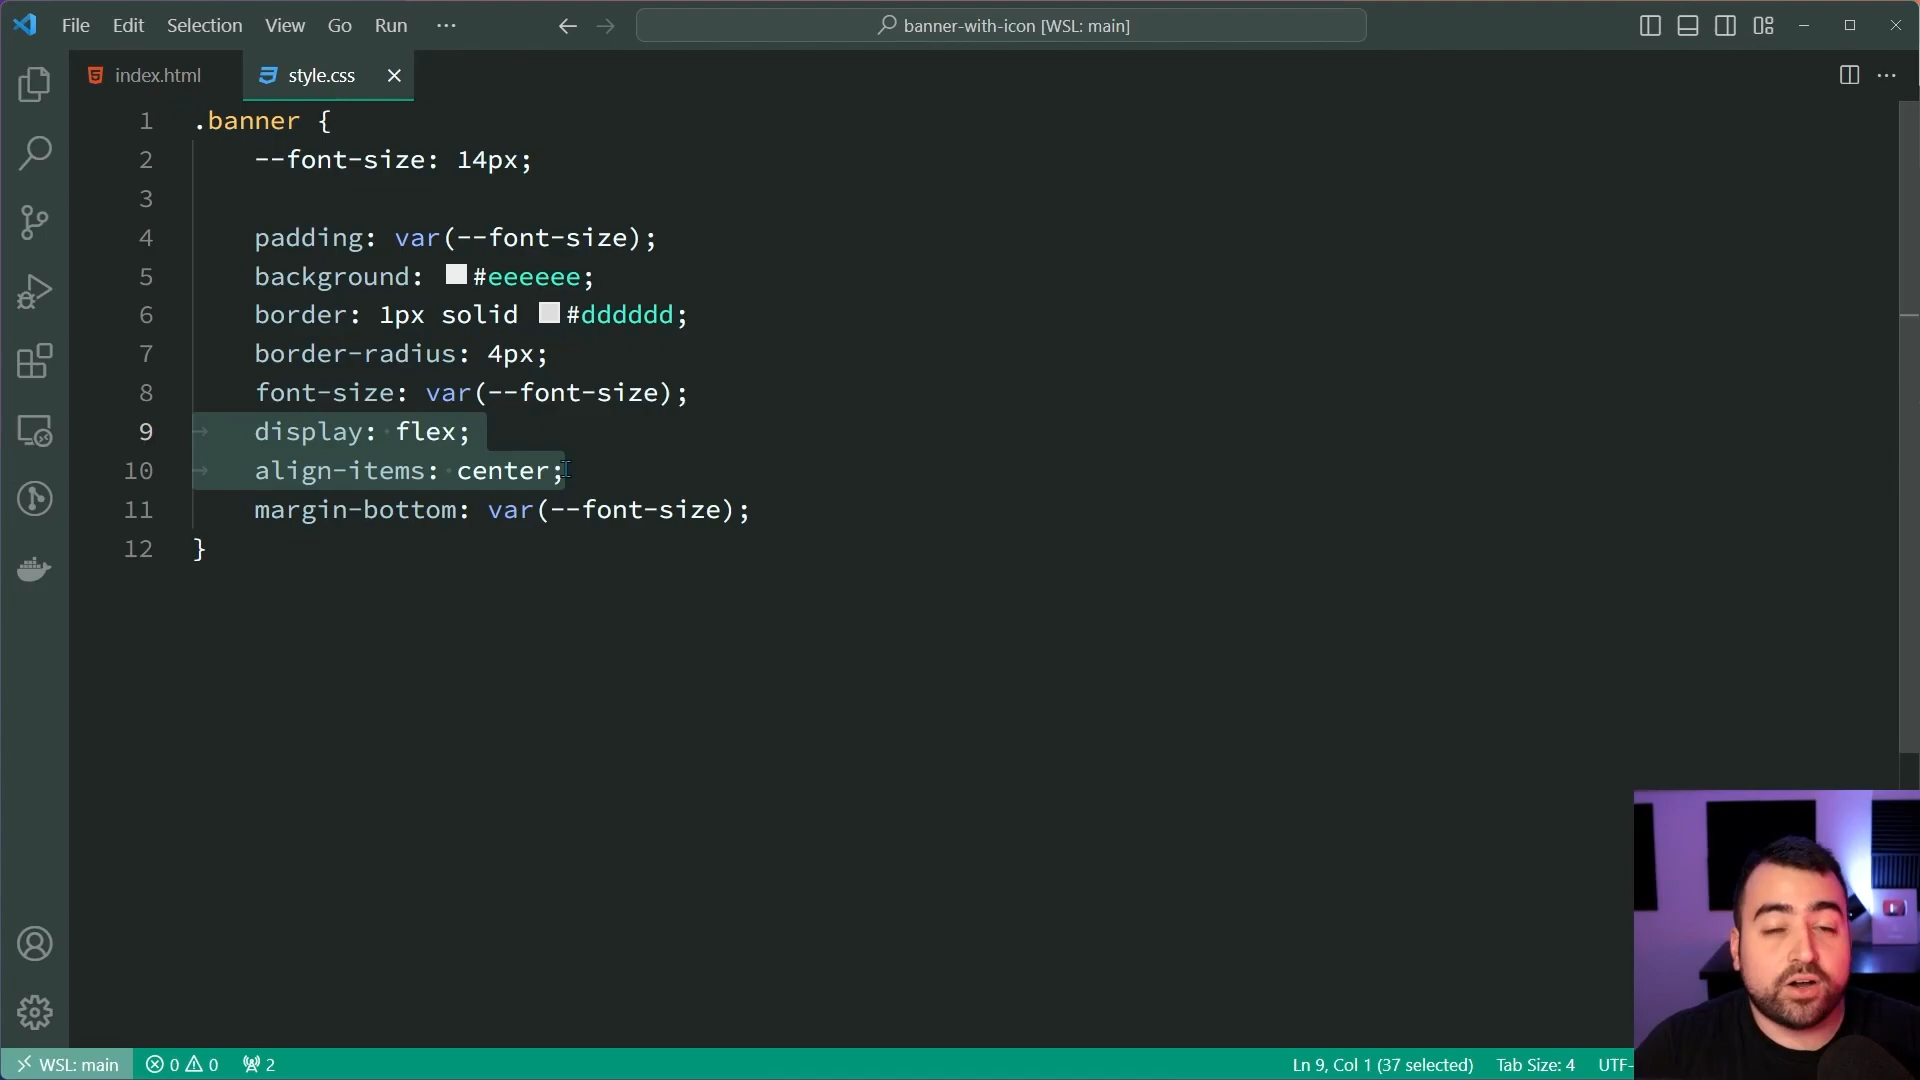 File Edit Selection View Go Run ··· banner-with-icon [WSL: main]
index.html style.css
1 .banner {
2 --font-size: 14px;
3
4 padding: var(--font-size);
5 background: #eeeeee;
6 border: 1px solid #dddddd;
7 border-radius: 4px;
8 font-size: var(--font-size);
9 display: flex;
10 align-items: center;
11 margin-bottom: var(--font-size);
12 }
WSL: main 0 0 2 Ln 9, Col 1 (37 selected) Tab Size: 4 UTF-